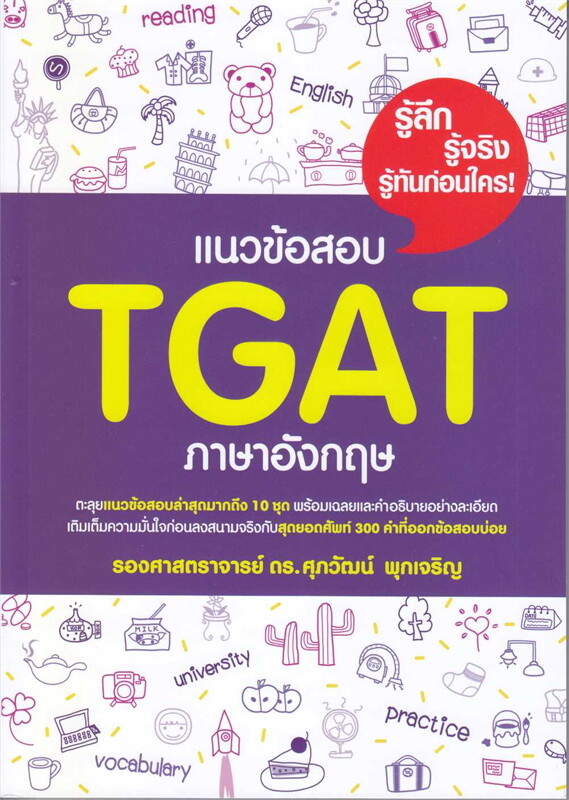 reading
English
รู้ลึก
รู้จริง
รู้ทันก่อนใคร!
แนวข้อสอบ
TGAT
ภาษาอังกฤษ
ตะลุยแนวข้อสอบล่าสุดมากถึง 10 ชุด พร้อมเฉลยและคำอธิบายอย่างละเอียด
เติมเต็มความมั่นใจก่อนลงสนามจริงกับสุดยอดศัพท์ 300 คำที่ออกข้อสอบบ่อย
รองศาสตราจารย์ ดร.ศุภวัฒน์ พุกเจริญ
MILK
university
practice
vocabulary